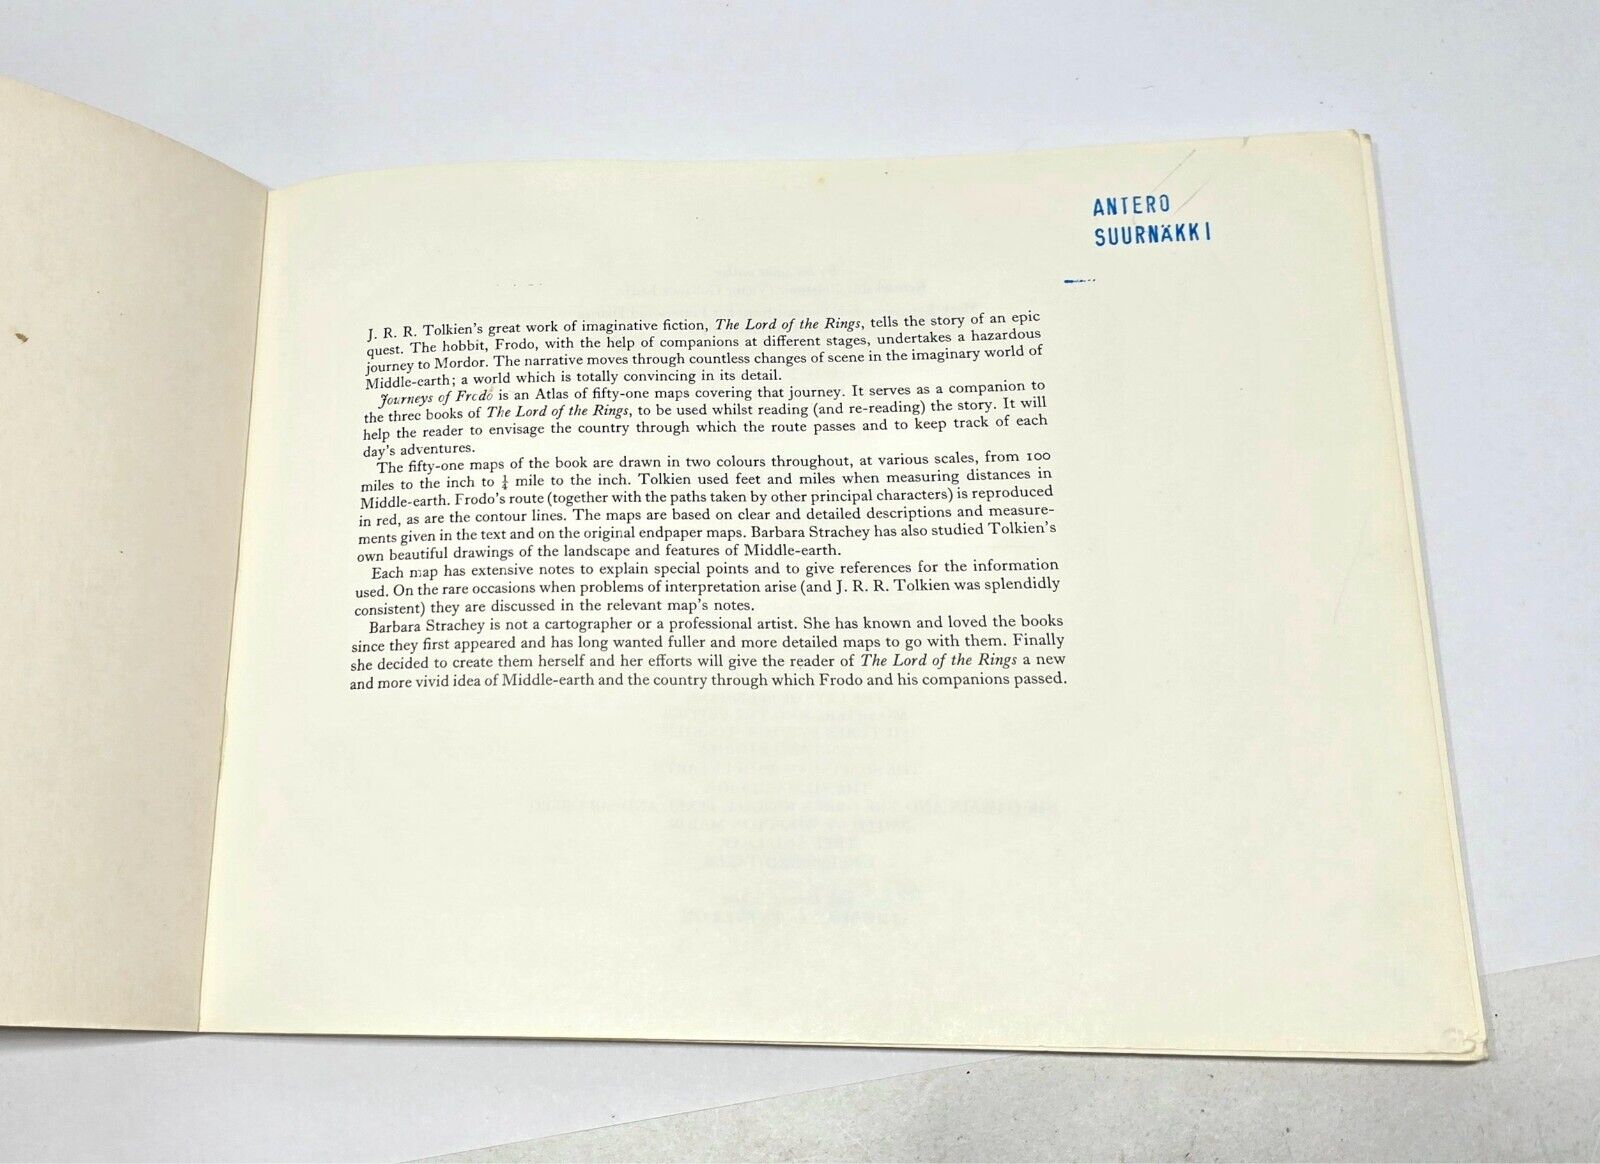 ANTERO
SUURNÄKKI
J. R. R. Tolkien's great work of imaginative fiction, The Lord of the Rings, tells the story of an epic
quest. The hobbit, Frodo, with the help of companions at different stages, undertakes a hazardous
journey to Mordor. The narrative moves through countless changes of scene in the imaginary world of
Middle-earth; a world which is totally convincing in its detail.
Journeys of Frodo is an Atlas of fifty-one maps covering that journey. It serves as a companion to
the three books of The Lord of the Rings, to be used whilst reading (and re-reading) the story. It will
help the reader to envisage the country through which the route passes and to keep track of each
day's adventures.
The fifty-one maps of the book are drawn in two colours throughout, at various scales, from 100
miles to the inch to ¼ mile to the inch. Tolkien used feet and miles when measuring distances in
Middle-earth. Frodo's route (together with the paths taken by other principal characters) is reproduced
in red, as are the contour lines. The maps are based on clear and detailed descriptions and measure-
ments given in the text and on the original endpaper maps. Barbara Strachey has also studied Tolkien's
own beautiful drawings of the landscape and features of Middle-earth.
Each map has extensive notes to explain special points and to give references for the information
used. On the rare occasions when problems of interpretation arise (and J. R. R. Tolkien was splendidly
consistent) they are discussed in the relevant map's notes.
Barbara Strachey is not a cartographer or a professional artist. She has known and loved the books
since they first appeared and has long wanted fuller and more detailed maps to go with them. Finally
she decided to create them herself and her efforts will give the reader of The Lord of the Rings a new
and more vivid idea of Middle-earth and the country through which Frodo and his companions passed.